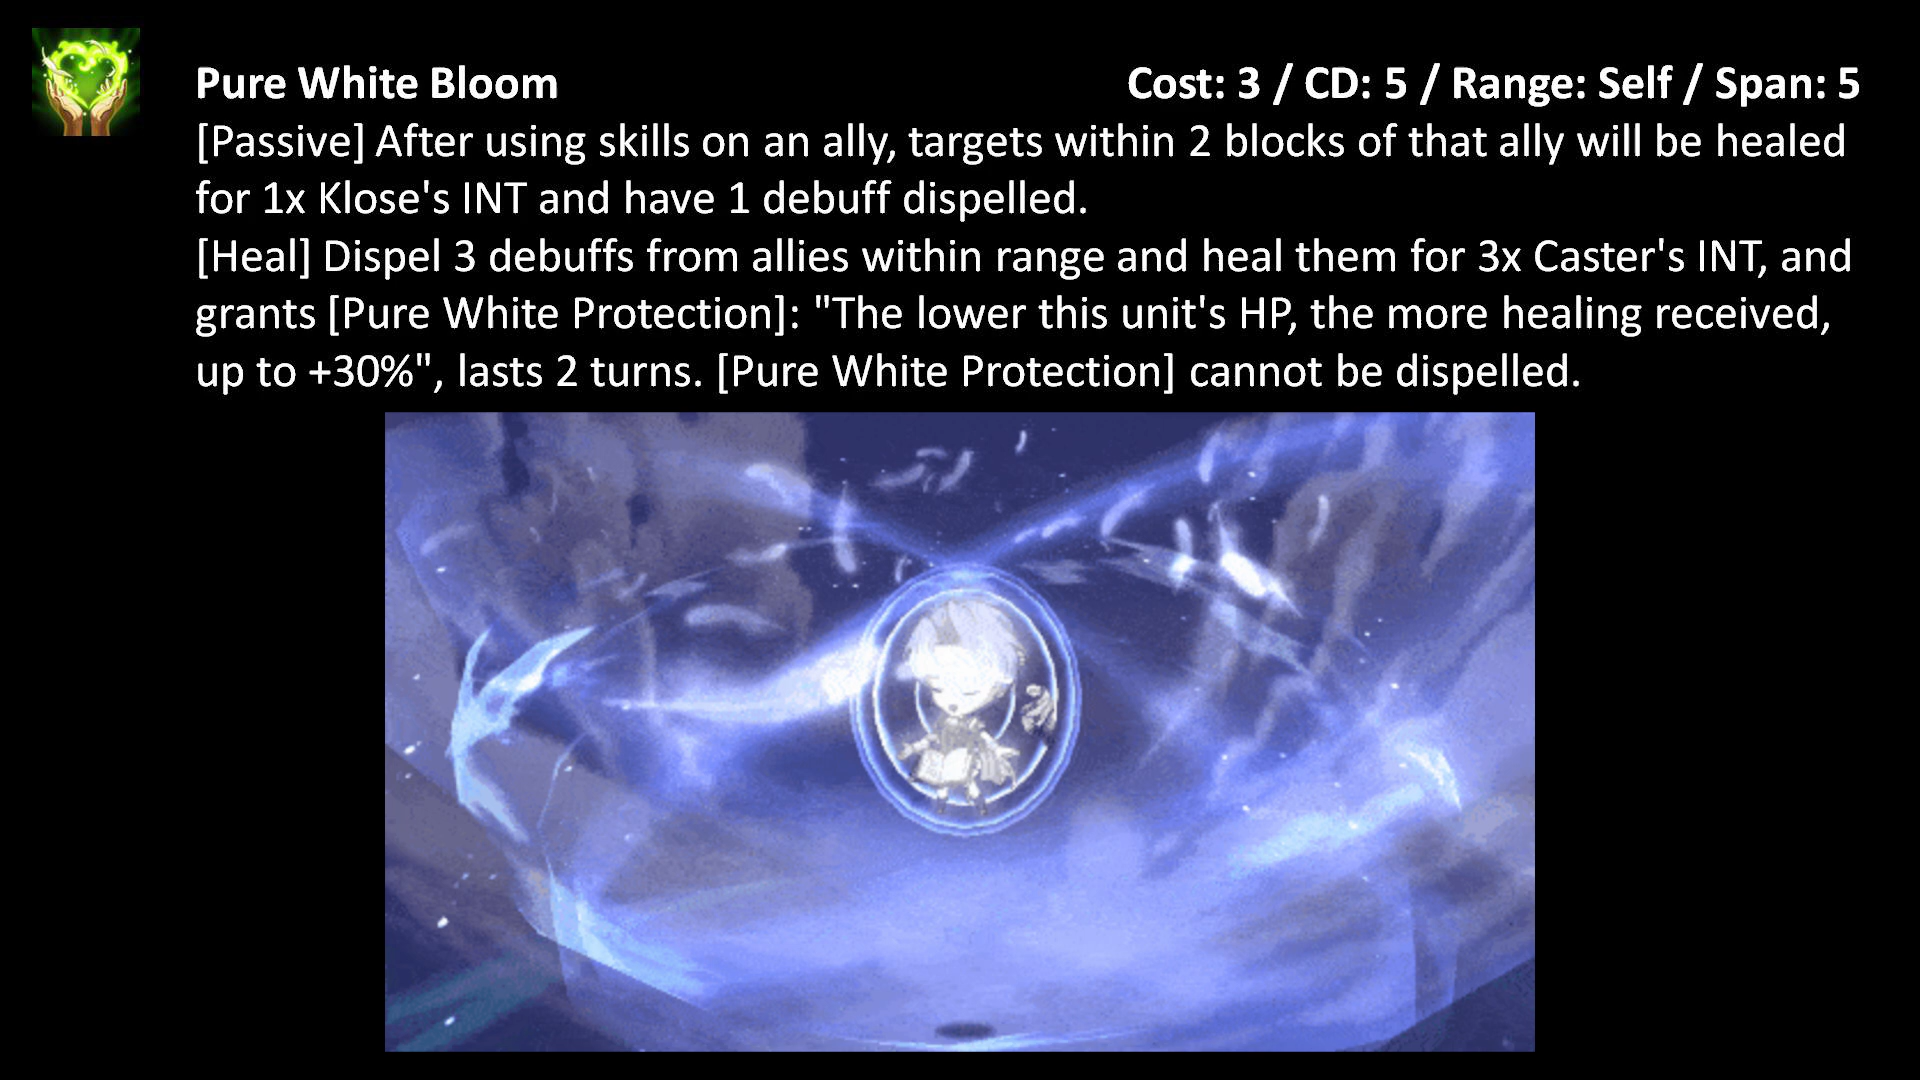 Pure White Bloom Cost: 3 / CD: 5 / Range: Self / Span: 5
[Passive] After using skills on an ally, targets within 2 blocks of that ally will be healed
for 1x Klose's INT and have 1 debuff dispelled.
[Heal] Dispel 3 debuffs from allies within range and heal them for 3x Caster's INT, and
grants [Pure White Protection]: "The lower this unit's HP, the more healing received,
up to +30%", lasts 2 turns. [Pure White Protection] cannot be dispelled.